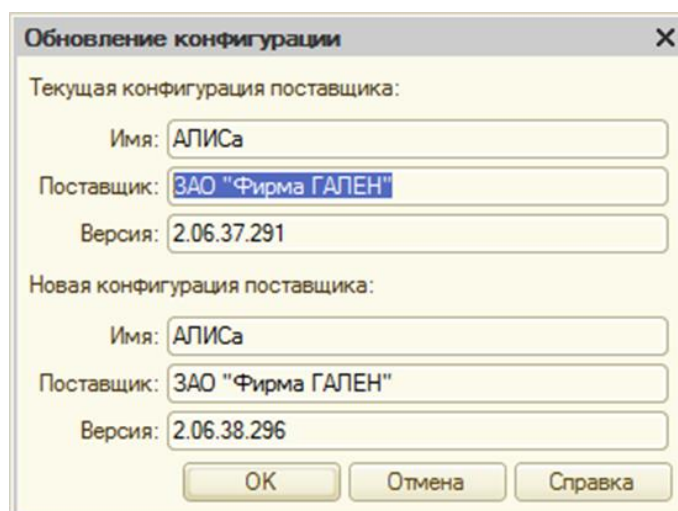 Обновление конфигурации
Текущая конфигурация поставщика:
Имя: АЛИСа
Поставщик: ЗАО "Фирма ГАЛЕН"
Версия: 2.06.37.291
Новая конфигурация поставщика:
Имя: АЛИСа
Поставщик: ЗАО "Фирма ГАЛЕН"
Версия: 2.06.38.296
ОК Отмена Справка